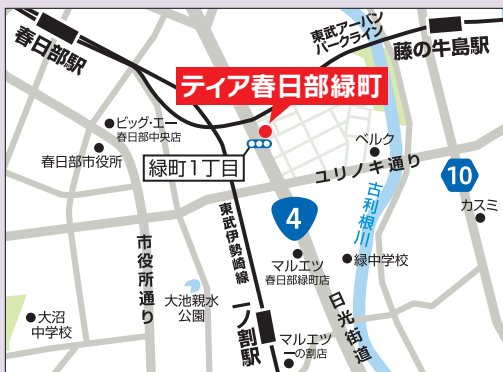 春日部駅
東武アーバン
パークライン
藤の牛島駅
ティア春日部緑町
ビッグ・エー
春日部中央店
春日部市役所
緑町1丁目
ベルク
ユリノキ通り
10
カスミ
古利根川
4
東武伊勢崎線
市役所通り
マルエツ
春日部緑町店
緑中学校
大池親水
公園
日光街道
大沼
中学校
一ノ割駅
マルエツ
一の割店